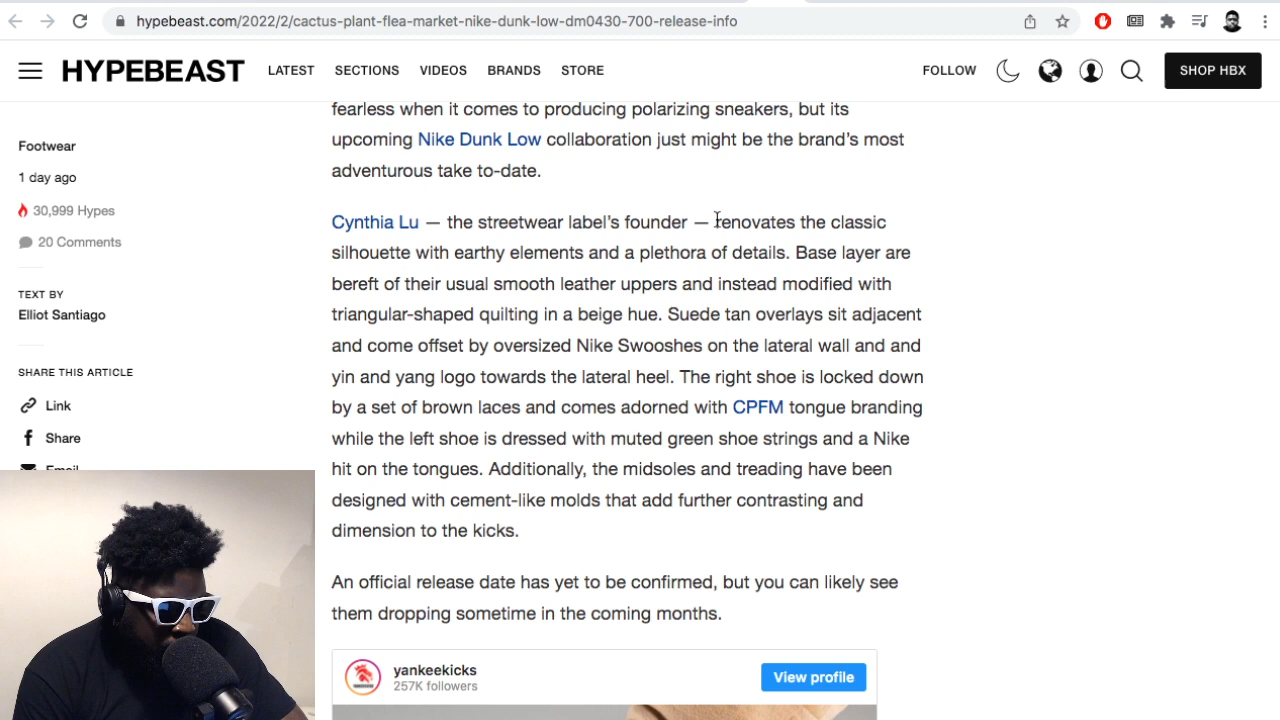 hypebeast.com/2022/2/cactus-plant-flea-market-nike-dunk-low-dm0430-700-release-info
HYPEBEAST LATEST SECTIONS VIDEOS BRANDS STORE FOLLOW SHOP HBX
fearless when it comes to producing polarizing sneakers, but its
upcoming Nike Dunk Low collaboration just might be the brand’s most
adventurous take to-date.
Footwear
1 day ago
30,999 Hypes
20 Comments
TEXT BY
Elliot Santiago
SHARE THIS ARTICLE
Link
Share
Email
Cynthia Lu — the streetwear label’s founder — renovates the classic
silhouette with earthy elements and a plethora of details. Base layer are
bereft of their usual smooth leather uppers and instead modified with
triangular-shaped quilting in a beige hue. Suede tan overlays sit adjacent
and come offset by oversized Nike Swooshes on the lateral wall and and
yin and yang logo towards the lateral heel. The right shoe is locked down
by a set of brown laces and comes adorned with CPFM tongue branding
while the left shoe is dressed with muted green shoe strings and a Nike
hit on the tongues. Additionally, the midsoles and treading have been
designed with cement-like molds that add further contrasting and
dimension to the kicks.
An official release date has yet to be confirmed, but you can likely see
them dropping sometime in the coming months.
yankeekicks
257K followers
View profile